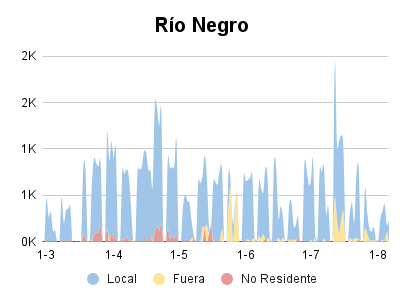 Río Negro
2K
2K
1K
1K
0K
1-3 1-4 1-5 1-6 1-7 1-8
Local Fuera No Residente